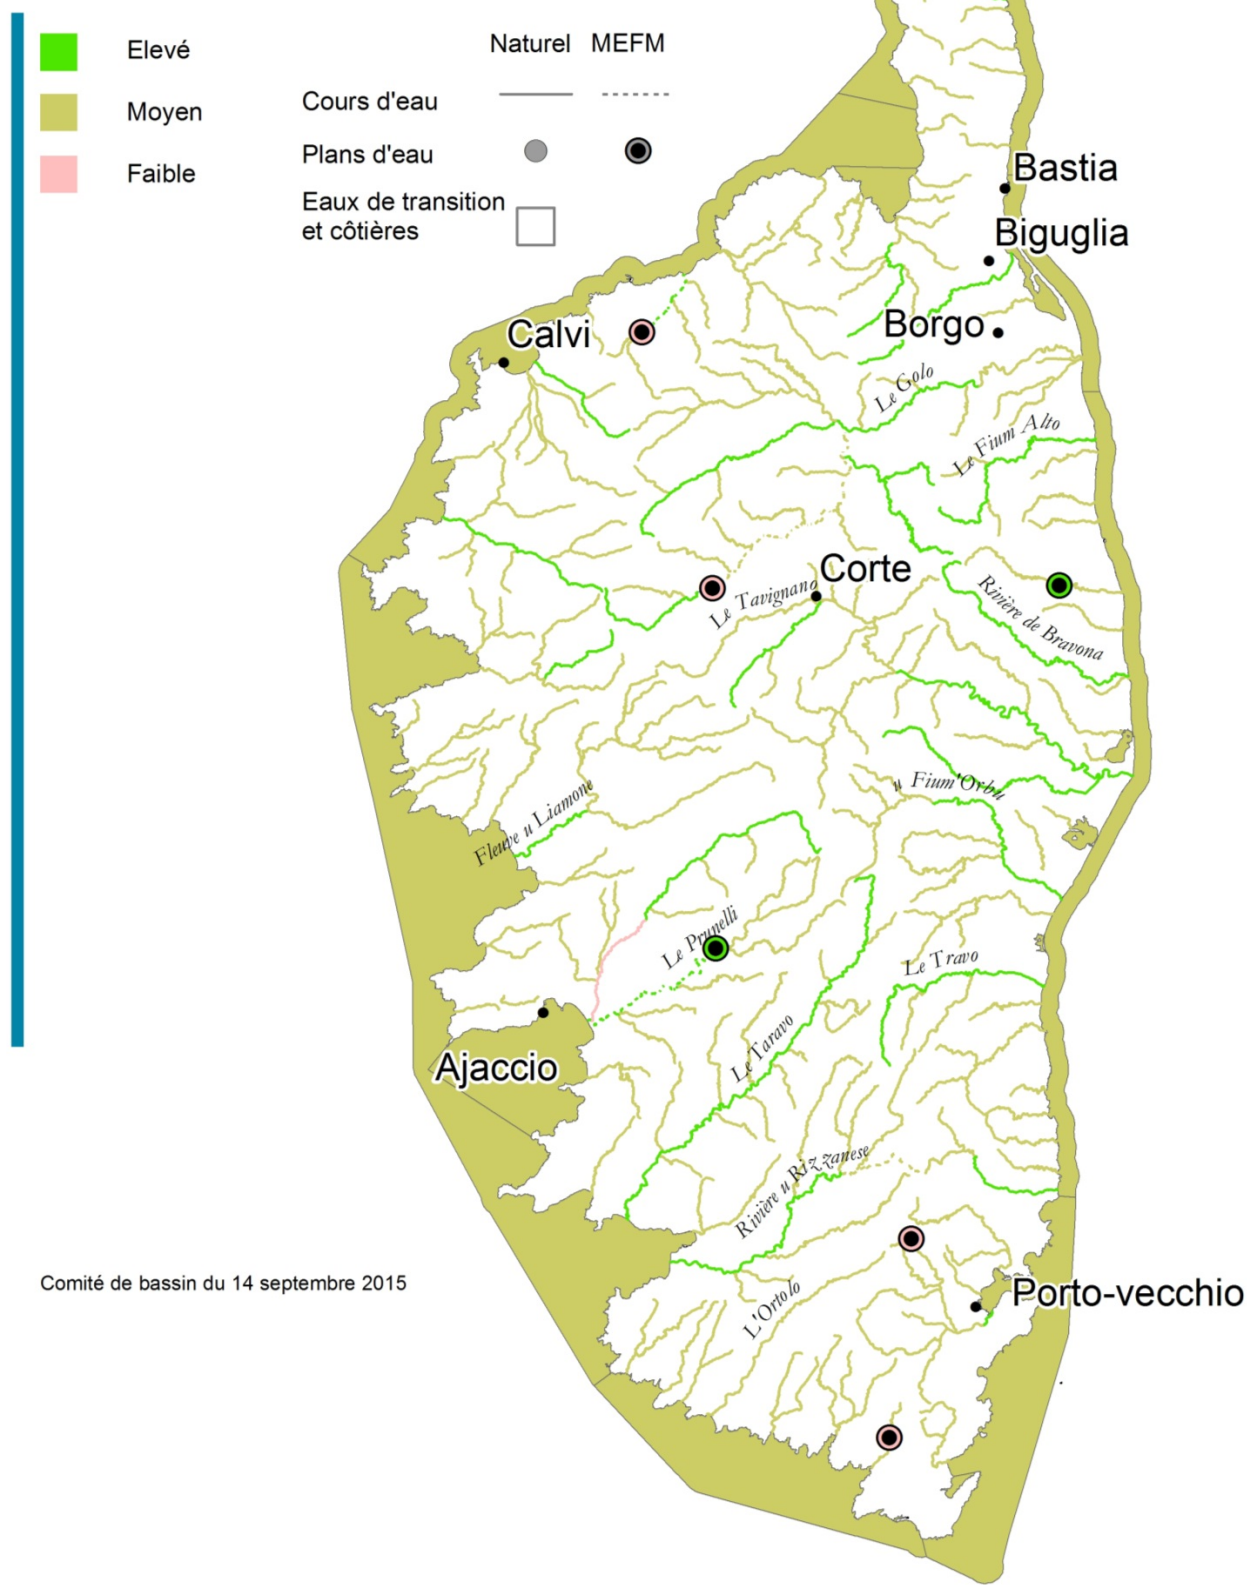 Naturel MEFM
Elevé
Moyen
Faible
Cours d'eau
Plans d'eau
Eaux de transition
et côtières
Bastia
Biguglia
Borgo
Calvi
Le Golo
Le Fium Alto
Corte
Le Tavignano
Rivière de Bravona
u Fium'Orbu
Fleuve u Liamone
Le Prunelli
Le Travo
Le Taravo
Ajaccio
Rivière u Rizzanese
Comité de bassin du 14 septembre 2015
L'Ortolo
Porto-vecchio